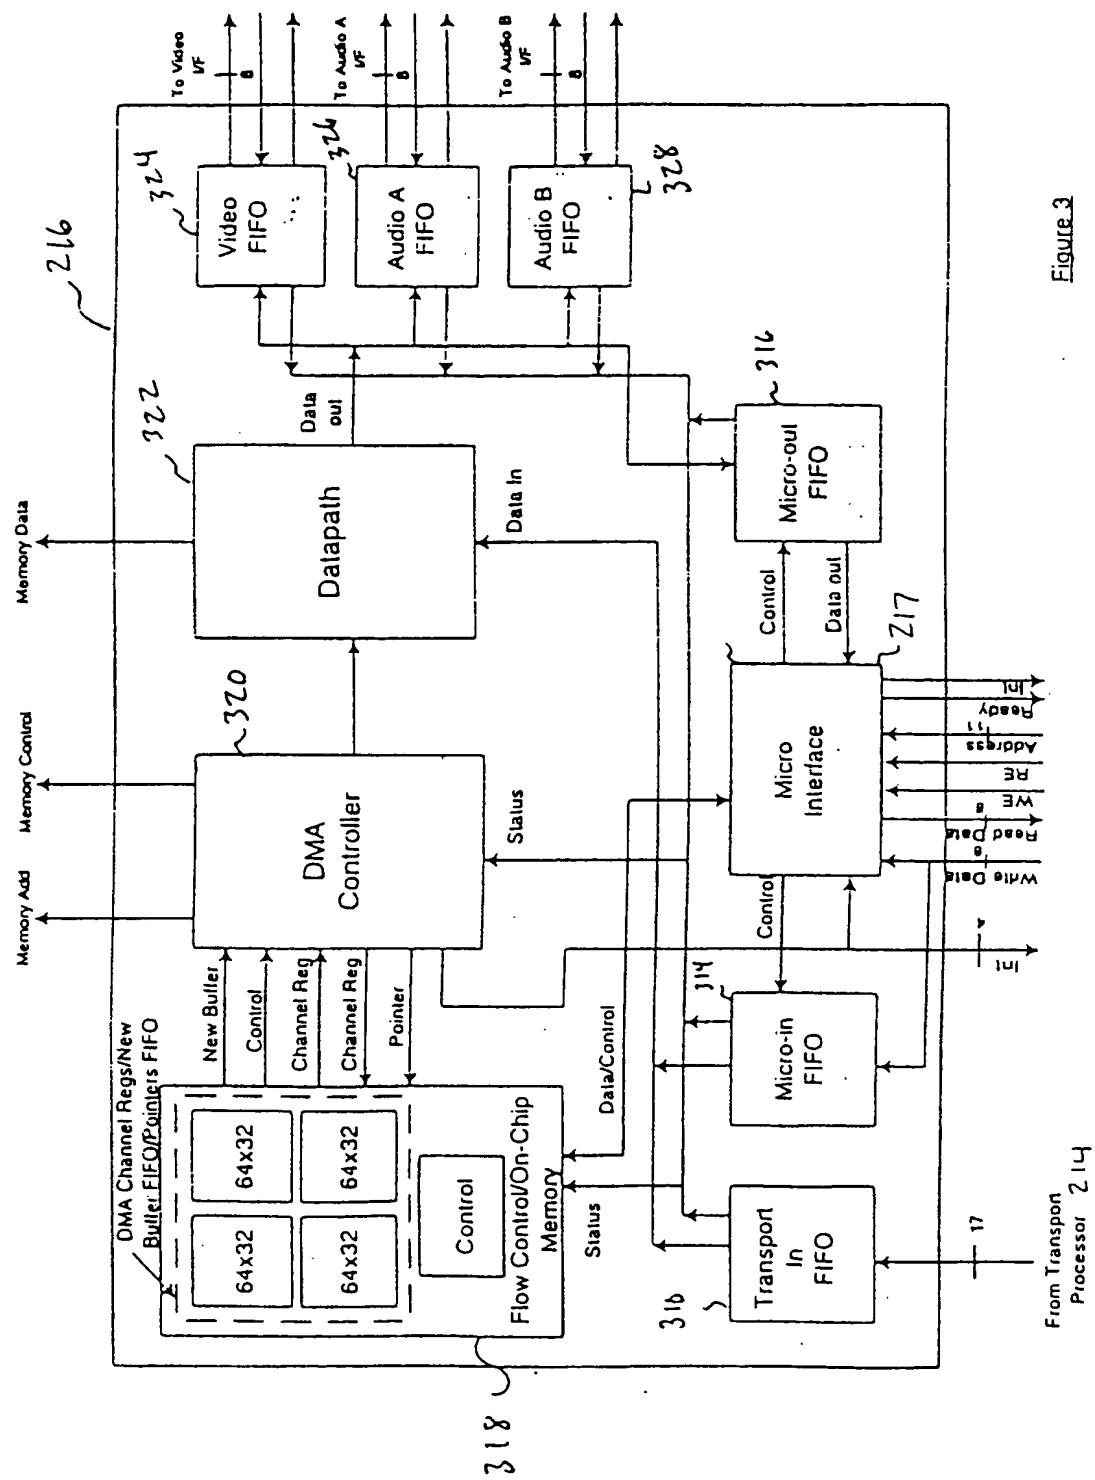 Memory Add
Memory Control
Memory Data
216
DMA Channel Regs/New
Buffer FIFO/Pointers FIFO
64x32
64x32
64x32
64x32
Control
Flow Control/On-Chip
Memory
318
New Buffer
Control
Channel Reg
Channel Reg
Pointer
DMA
Controller
320
Datapath
322
Data
out
Data In
Status
Status
Data/Control
Video
FIFO
324
To Video
I/F
8
Audio A
FIFO
326
To Audio A
I/F
8
Audio B
FIFO
328
To Audio B
I/F
8
Transport
In
FIFO
310
17
From Transport
Processor 214
Micro-in
FIFO
314
Control
Micro
Interface
217
Control
Data out
Micro-out
FIFO
316
Int
4
Write Data
8
Read Data
8
WE
RE
Address
11
Ready
Int
Figure 3